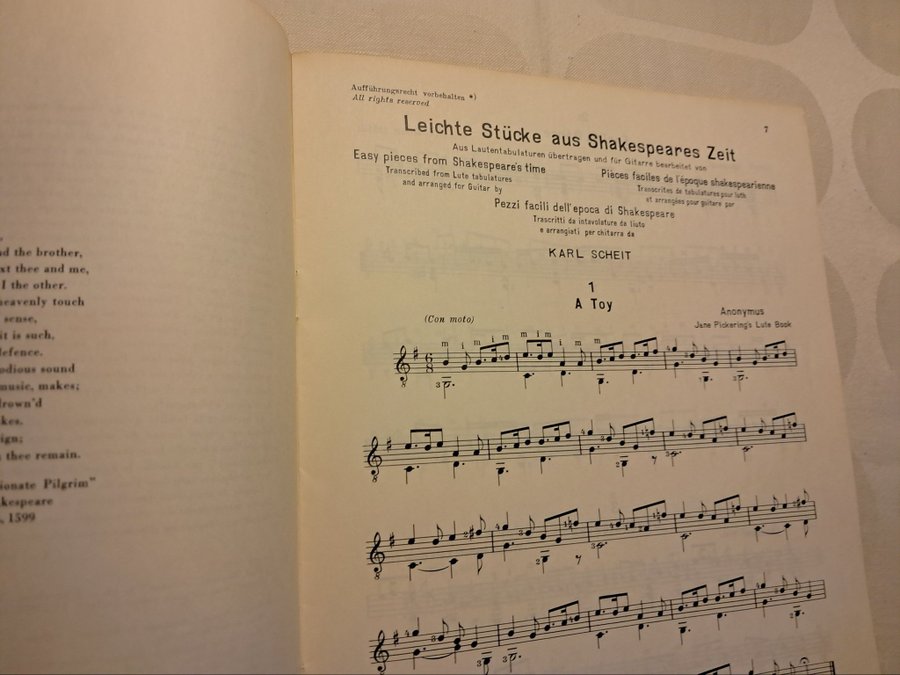 d the brother,
xt thee and me,
I the other.
heavenly touch
sense,
it is such,
defence.
odious sound
music, makes;
drown'd
kes.
ign;
thee remain.
ionate Pilgrim"
kespeare
, 1599
Aufführungsrecht vorbehalten *)
All rights reserved
7
Leichte Stücke aus Shakespeares Zeit
Aus Lautentabulaturen übertragen und für Gitarre bearbeitet von
Easy pieces from Shakespeare's time
Transcribed from Lute tabulatures
and arranged for Guitar by
Pièces faciles de l'époque shakespearienne
Transcrites de tabulatures pour luth
et arrangées pour guitare par
Pezzi facili dell'epoca di Shakespeare
Trascritti da intavolature da liuto
e arrangiati per chitarra da
KARL SCHEIT
1
A Toy
Anonymus
Jane Pickering's Lute Book
(Con moto)
m i m i m m i m i a m